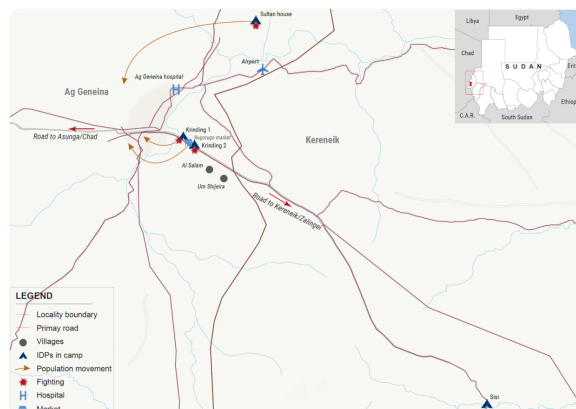 Sultan house
Airport
Ag Geneina hospital
H
Ag Geneina
Krinding 1
Krinding 2
Kereneik
Road to Asunga/Chad
Al Salam
Um Shijeira
Road to Kereneik/Zalingei
Sisi
Libya
Egypt
Chad
SUDAN
Eri
Ethiop
C.A.R.
South Sudan
LEGEND
Locality boundary
Primay road
Villages
IDPs in camp
Population movement
Fighting
H Hospital
Market